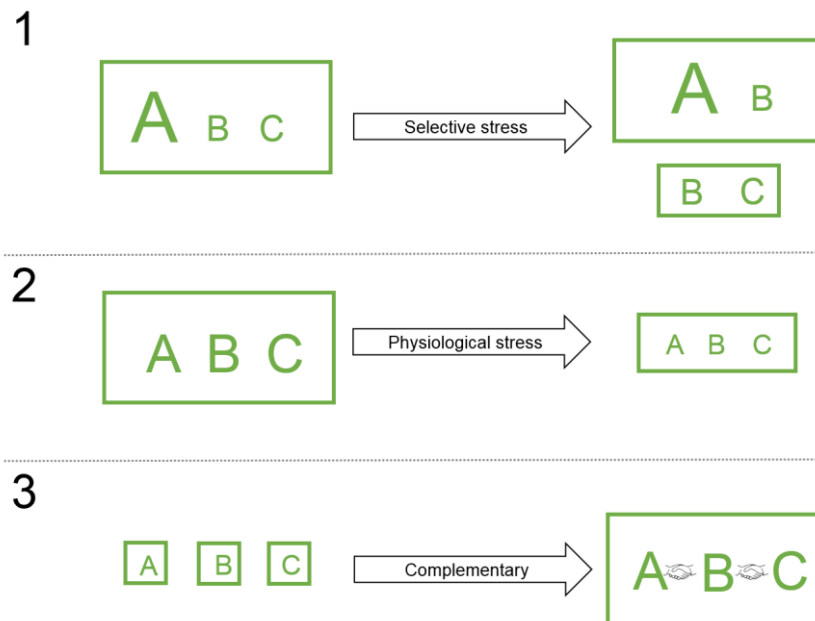 1
A B C
Selective stress
A B
B C
2
A B C
Physiological stress
A B C
3
A B C
Complementary
A B C